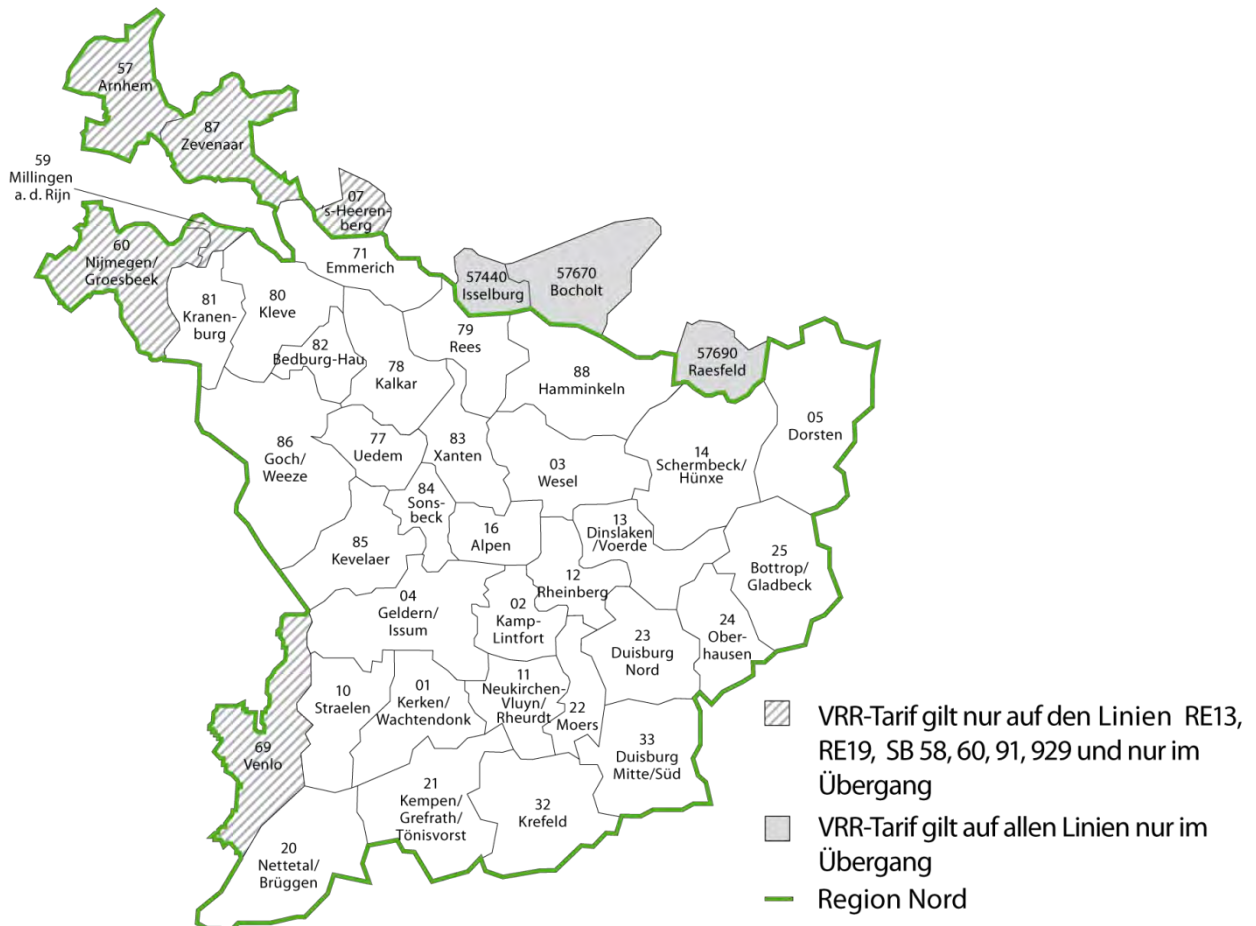 57
Arnhem
87
Zevenaar
59
Millingen
a. d. Rijn
07
's-Heeren-
berg
60
Nijmegen/
Groesbeek
71
Emmerich
57440
Isselburg
57670
Bocholt
81
Kranen-
burg
80
Kleve
82
Bedburg-Hau
79
Rees
78
Kalkar
88
Hamminkeln
57690
Raesfeld
05
Dorsten
86
Goch/
Weeze
77
Uedem
83
Xanten
03
Wesel
14
Schermbeck/
Hünxe
84
Sons-
beck
16
Alpen
13
Dinslaken
/Voerde
85
Kevelaer
25
Bottrop/
Gladbeck
12
Rheinberg
04
Geldern/
Issum
02
Kamp-
Lintfort
23
Duisburg
Nord
24
Ober-
hausen
10
Straelen
01
Kerken/
Wachtendonk
11
Neukirchen-
Vluyn/
Rheurdt
22
Moers
69
Venlo
33
Duisburg
Mitte/Süd
21
Kempen/
Grefrath/
Tönisvorst
32
Krefeld
20
Nettetal/
Brüggen
VRR-Tarif gilt nur auf den Linien RE13,
RE19, SB 58, 60, 91, 929 und nur im
Übergang
VRR-Tarif gilt auf allen Linien nur im
Übergang
Region Nord